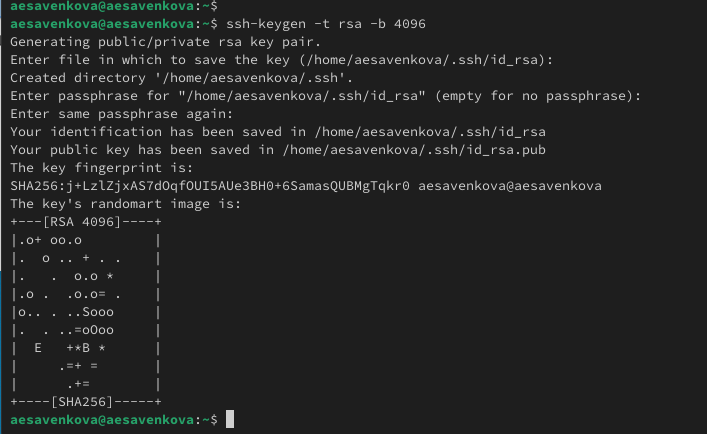 aesavenkova@aesavenkova:~$
aesavenkova@aesavenkova:~$ ssh-keygen -t rsa -b 4096
Generating public/private rsa key pair.
Enter file in which to save the key (/home/aesavenkova/.ssh/id_rsa):
Created directory '/home/aesavenkova/.ssh'.
Enter passphrase for "/home/aesavenkova/.ssh/id_rsa" (empty for no passphrase):
Enter same passphrase again:
Your identification has been saved in /home/aesavenkova/.ssh/id_rsa
Your public key has been saved in /home/aesavenkova/.ssh/id_rsa.pub
The key fingerprint is:
SHA256:j+LzlZjxAS7dOqfOUI5AUe3BH0+6SamasQUBMgTqkr0 aesavenkova@aesavenkova
The key's randomart image is:
+---[RSA 4096]----+
|.o+ oo.o         |
|.  o .. + . .    |
|.   .  o.o *     |
|.o .  .o.o= .    |
|o.. . ..Sooo     |
|.  . ..=oOoo     |
|  E   +*B *      |
|     .=+ =       |
|      .+=        |
+----[SHA256]-----+
aesavenkova@aesavenkova:~$